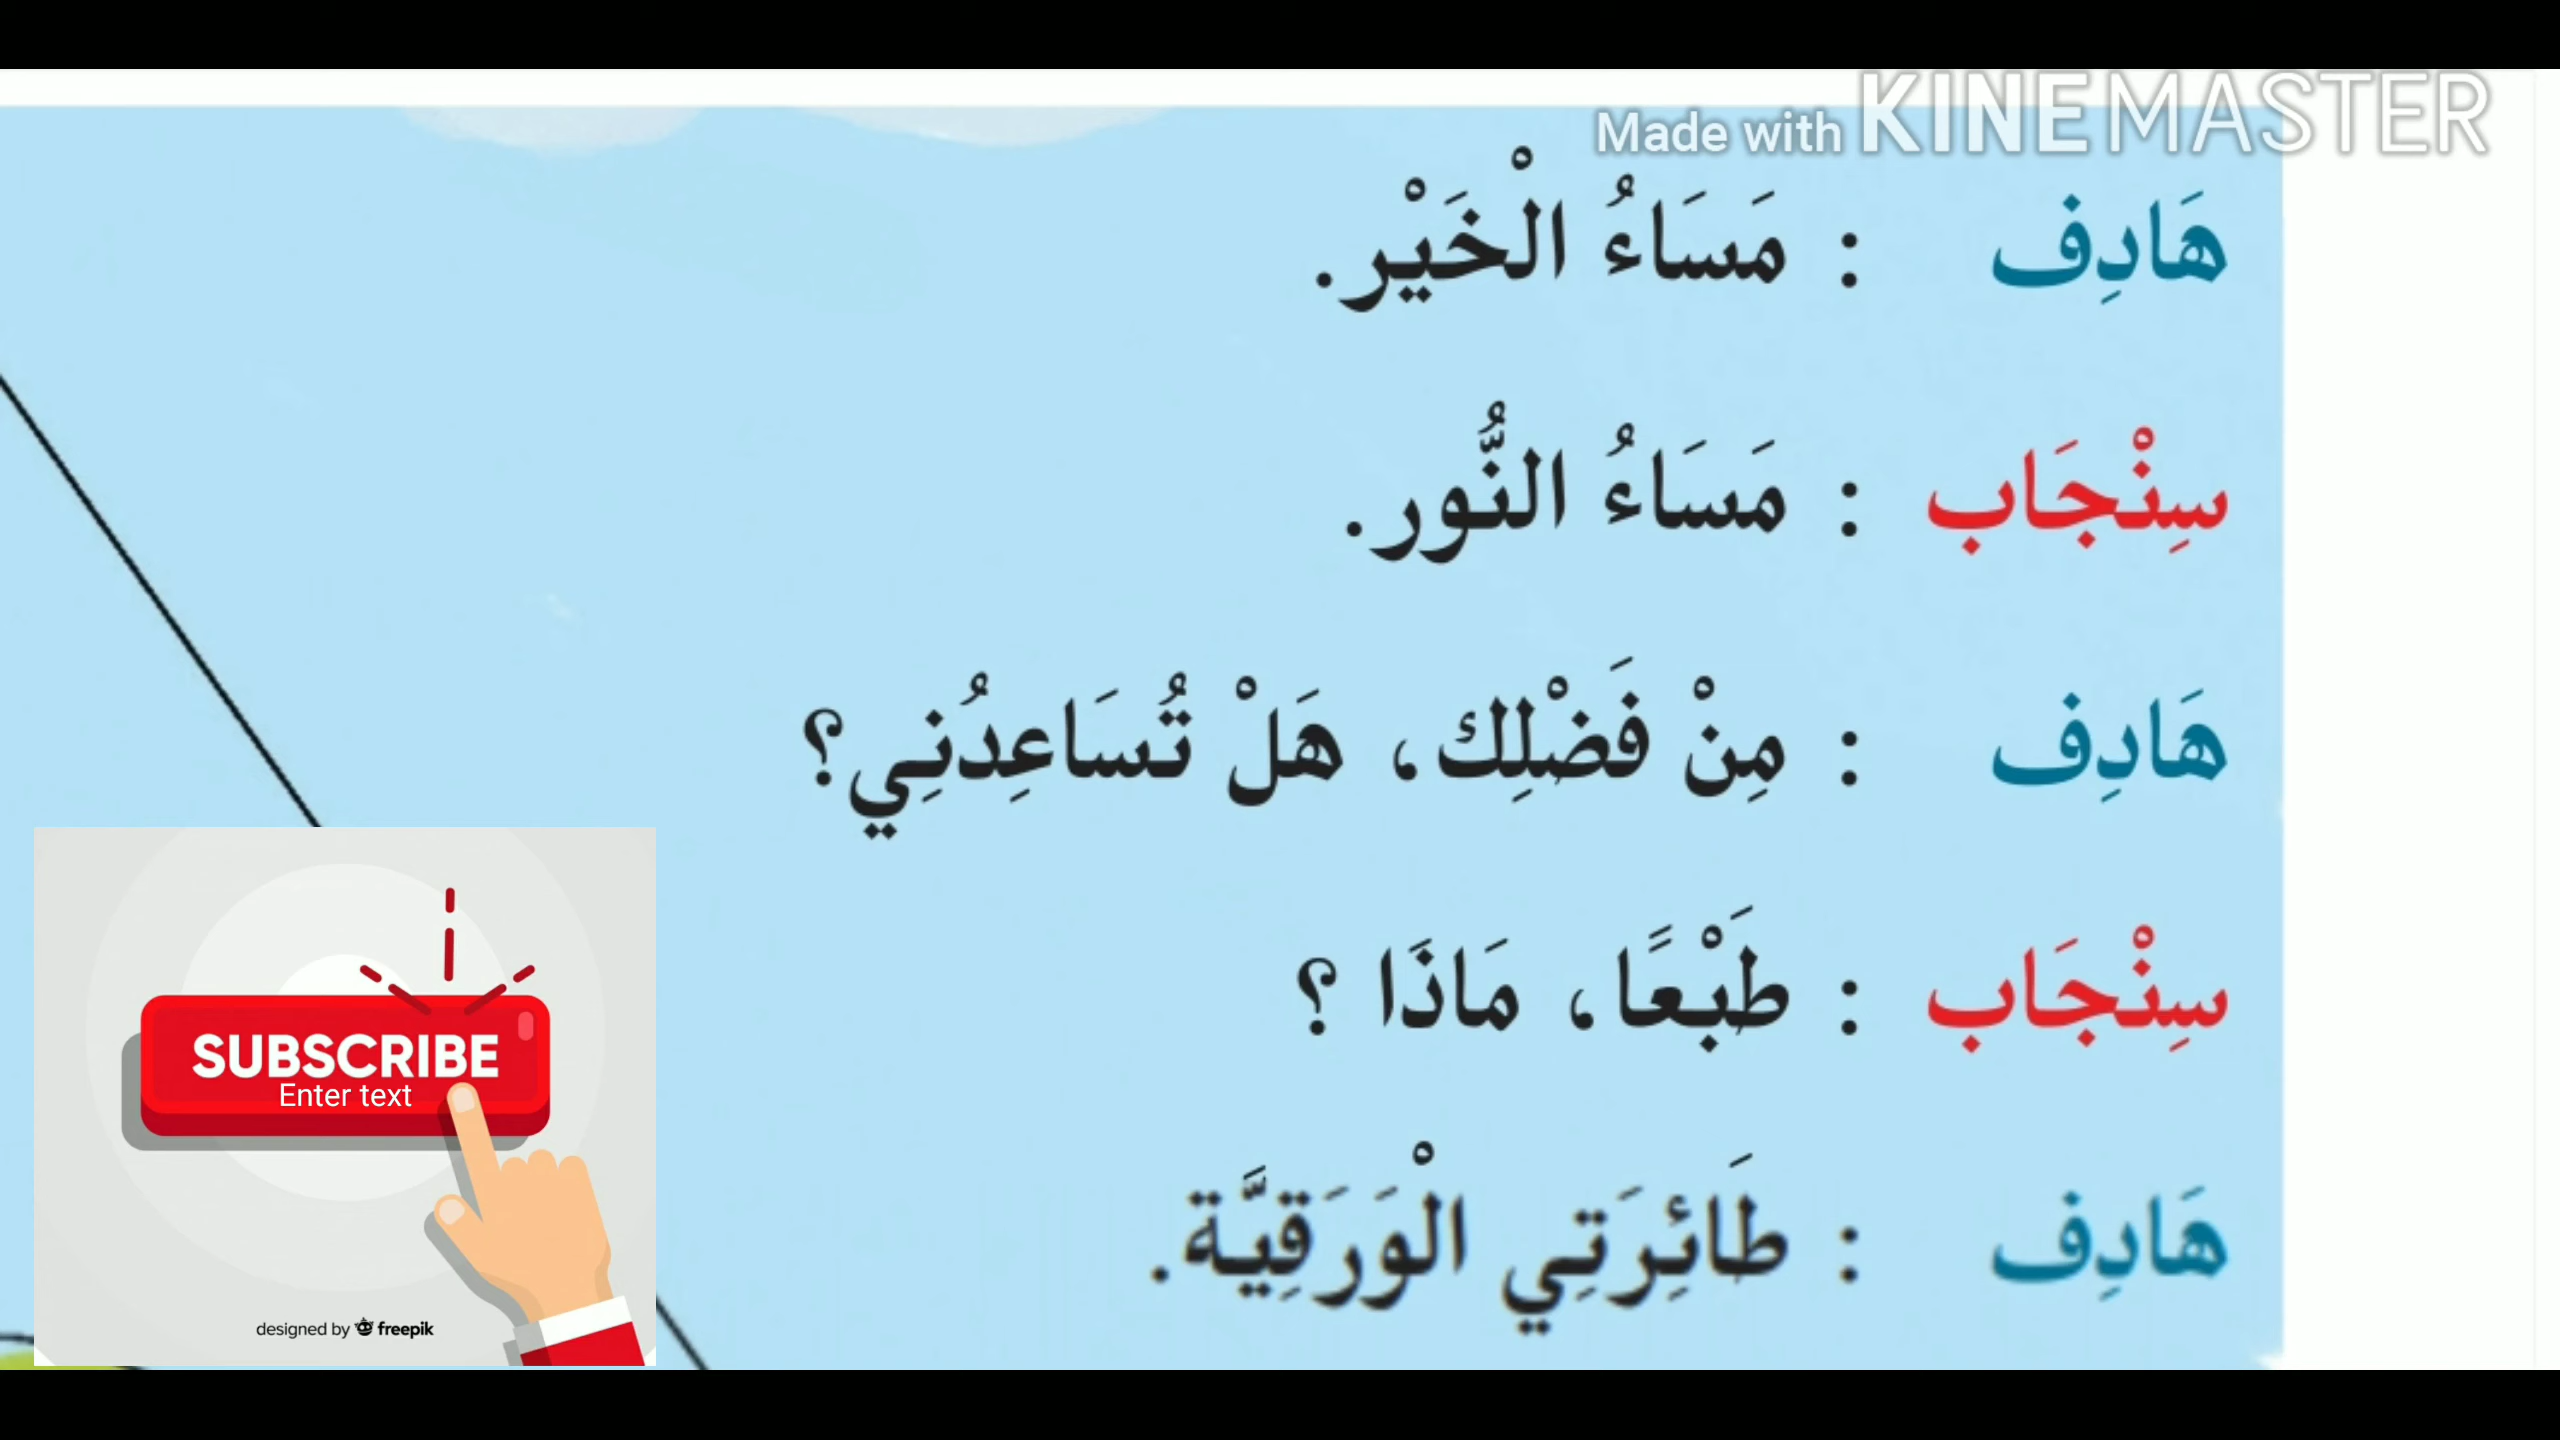 Made with KINEMASTER
هَادِف : مَسَاءُ الْخَيْر.
سِنْجَاب : مَسَاءُ النُّور.
هَادِف : مِنْ فَضْلِك، هَلْ تُسَاعِدُنِي؟
سِنْجَاب : طَبْعًا، مَاذَا ؟
هَادِف : طَائِرَتِي الْوَرَقِيَّة.
SUBSCRIBE
Enter text
designed by freepik